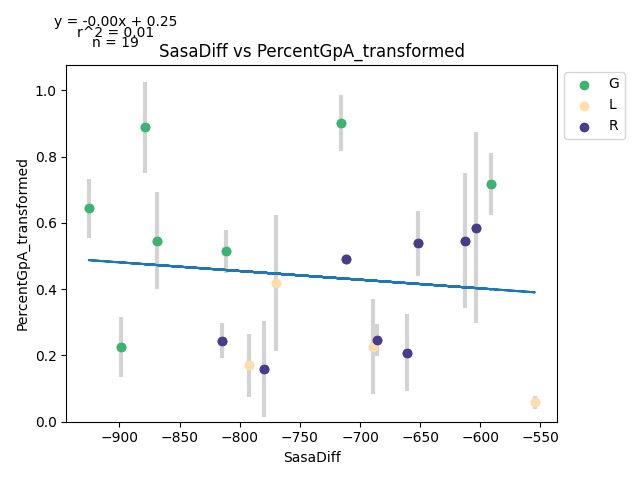 y = -0.00x + 0.25
r^2 = 0.01
n = 19
SasaDiff vs PercentGpA_transformed
G
L
R
PercentGpA_transformed
1.0
0.8
0.6
0.4
0.2
0.0
−900
−850
−800
−750
−700
−650
−600
−550
SasaDiff